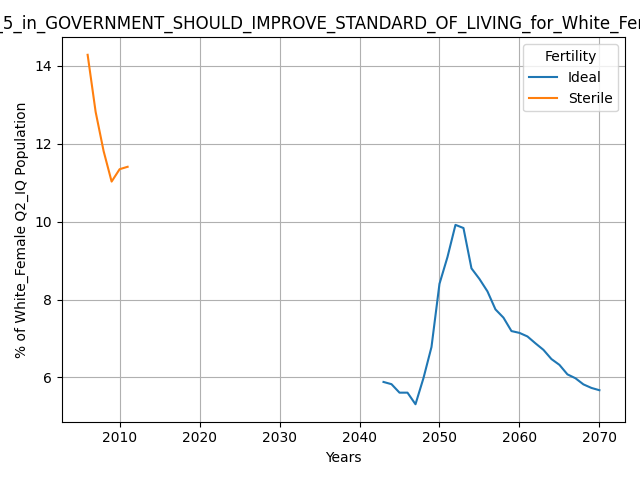 _5_in_GOVERNMENT_SHOULD_IMPROVE_STANDARD_OF_LIVING_for_White_Fe
Fertility
Ideal
Sterile
14
12
10
8
6
% of White_Female Q2_IQ Population
2010 2020 2030 2040 2050 2060 2070
Years